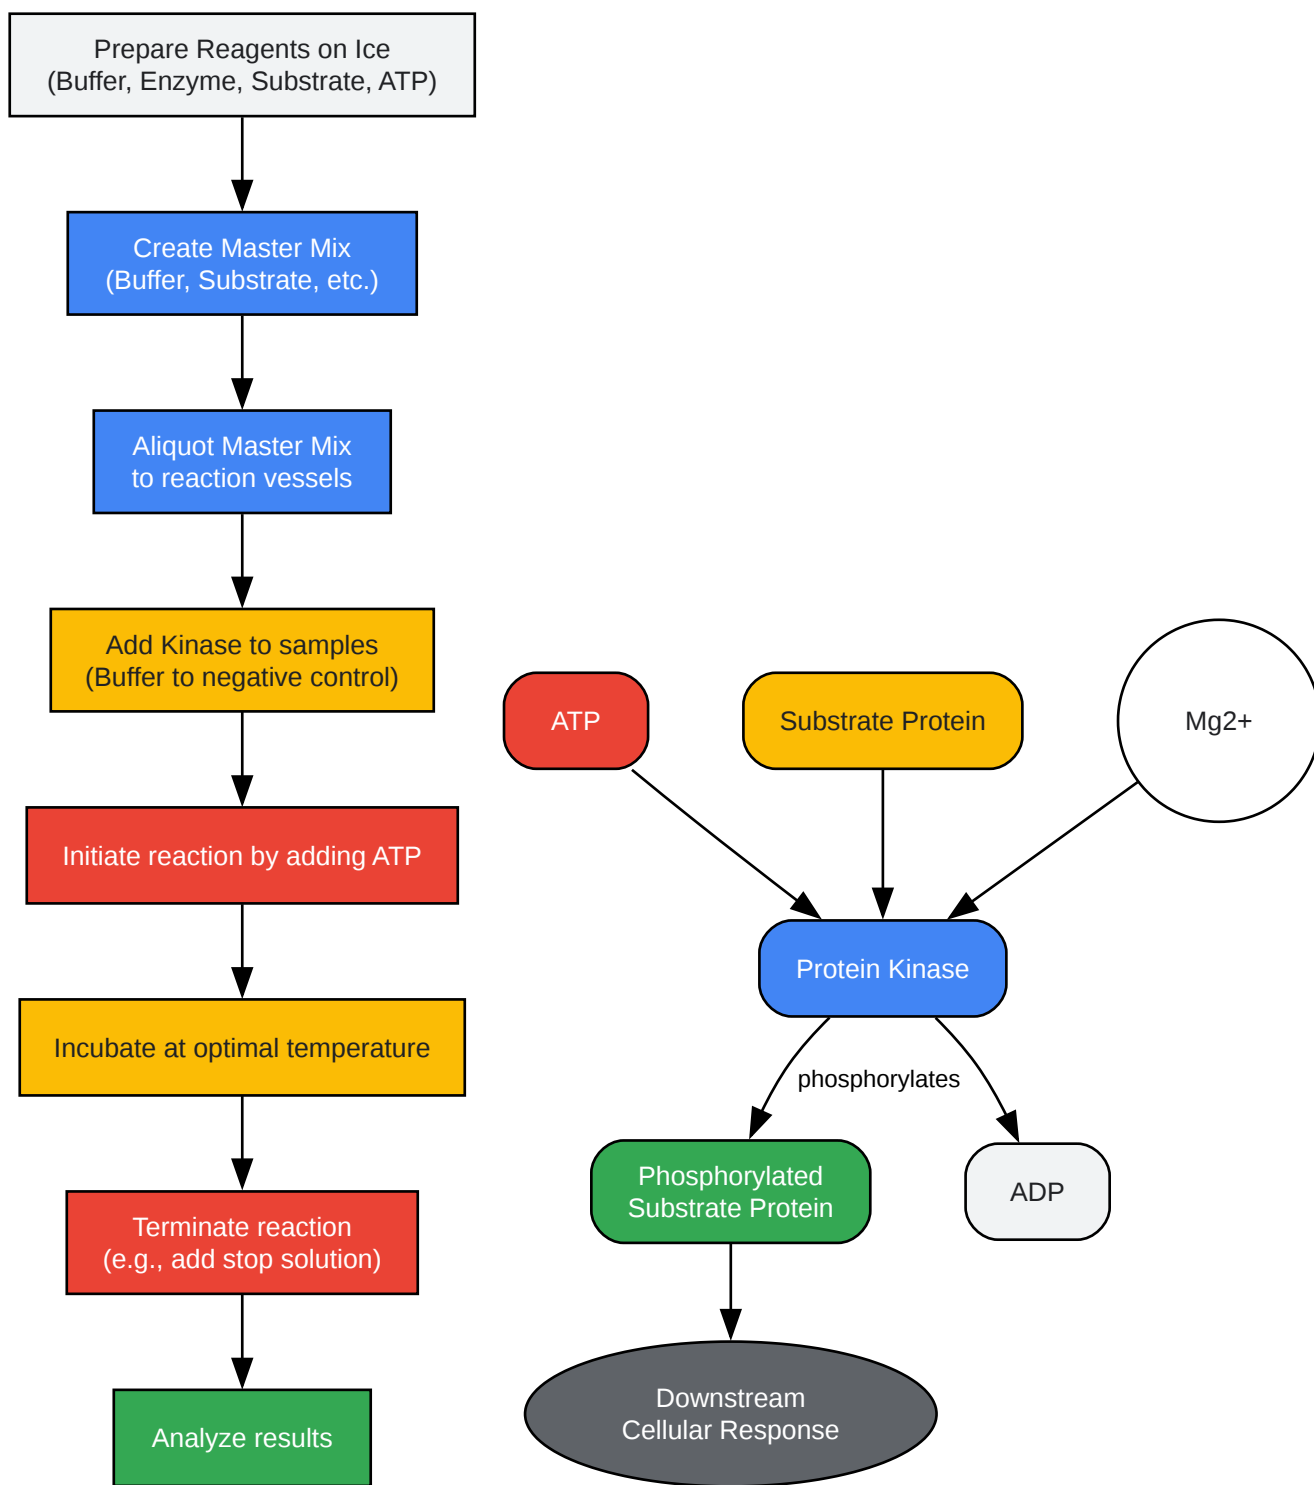 Prepare Reagents on Ice
(Buffer, Enzyme, Substrate, ATP)
Create Master Mix
(Buffer, Substrate, etc.)
Aliquot Master Mix
to reaction vessels
Add Kinase to samples
(Buffer to negative control)
Initiate reaction by adding ATP
Incubate at optimal temperature
Terminate reaction
(e.g., add stop solution)
Analyze results
ATP
Substrate Protein
Mg2+
Protein Kinase
phosphorylates
Phosphorylated
Substrate Protein
ADP
Downstream
Cellular Response